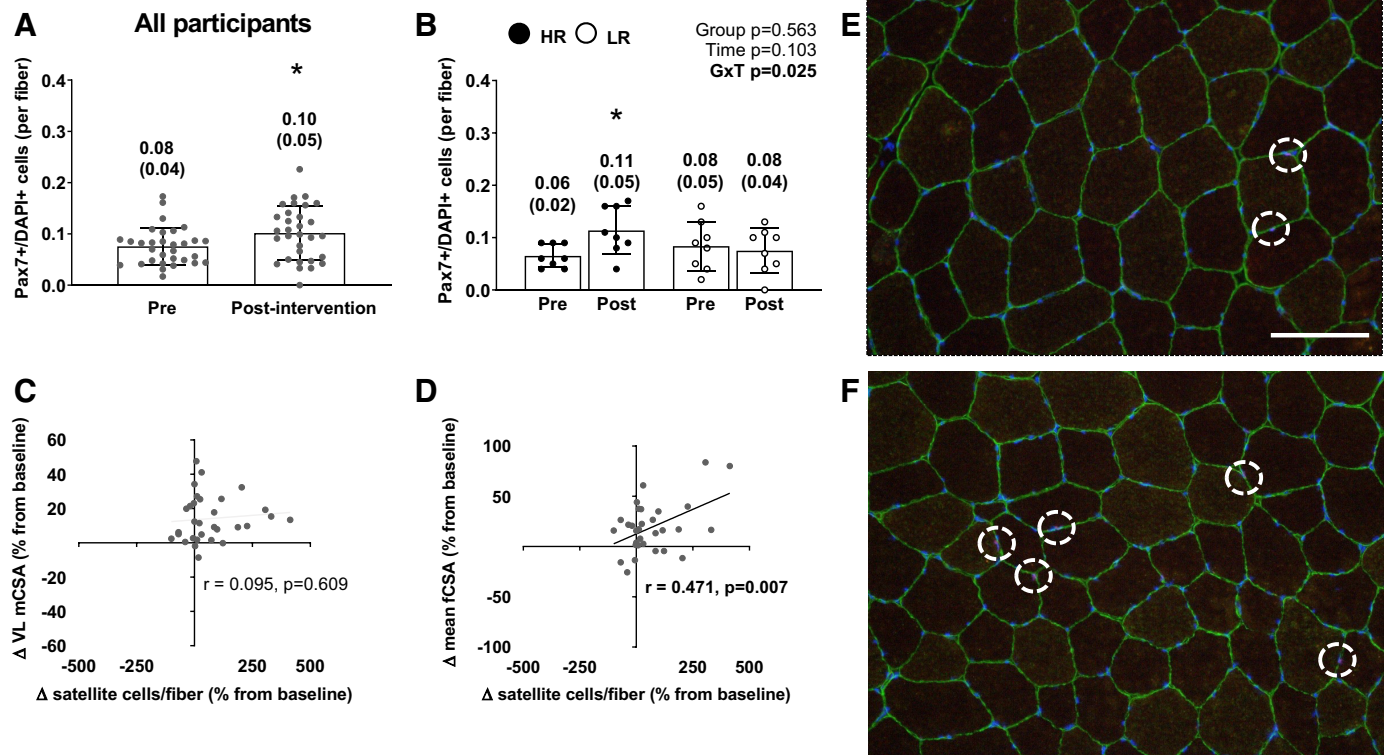 A
All participants
Pax7+/DAPI+ cells (per fiber)
0.4
0.3
0.2
0.1
0.0
*
0.08
(0.04)
0.10
(0.05)
Pre
Post-intervention
B
HR
LR
Group p=0.563
Time p=0.103
GxT p=0.025
Pax7+/DAPI+ cells (per fiber)
0.4
0.3
0.2
0.1
0.0
*
0.06
(0.02)
0.11
(0.05)
0.08
(0.05)
0.08
(0.04)
Pre
Post
Pre
Post
E
C
Δ VL mCSA (% from baseline)
60
40
20
-20
-40
-60
r = 0.095, p=0.609
-500
-250
250
500
Δ satellite cells/fiber (% from baseline)
D
Δ mean fCSA (% from baseline)
100
50
-50
-100
r = 0.471, p=0.007
-500
-250
250
500
Δ satellite cells/fiber (% from baseline)
F